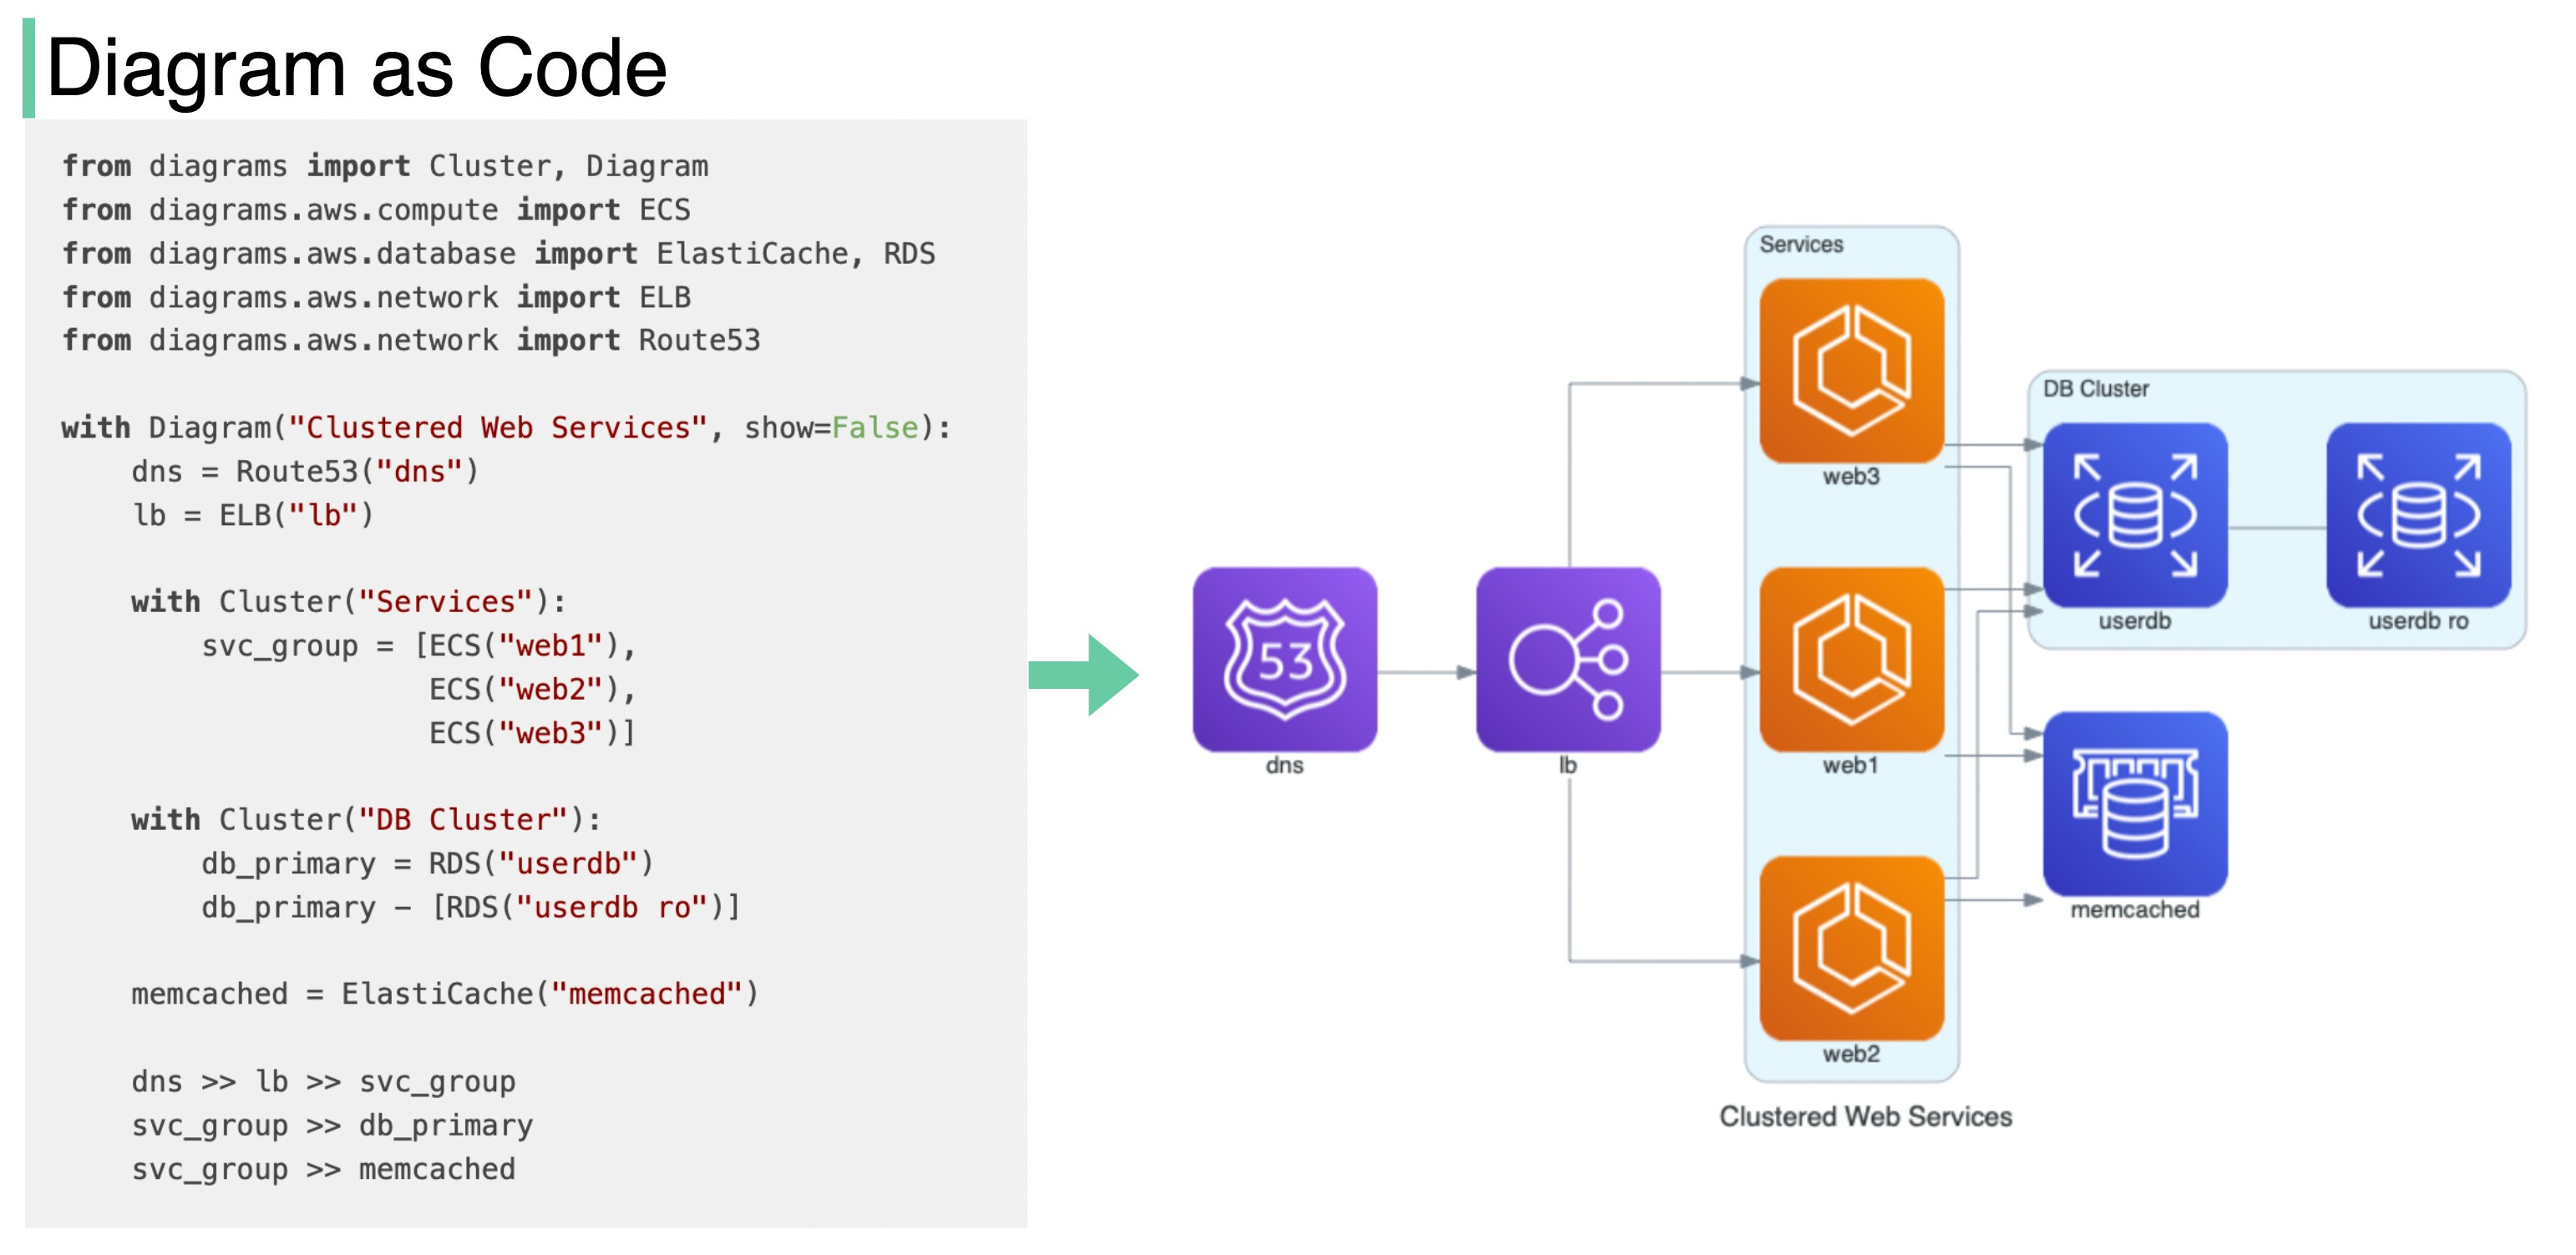 Diagram as Code
from diagrams import Cluster, Diagram
from diagrams.aws.compute import ECS
from diagrams.aws.database import ElastiCache, RDS
from diagrams.aws.network import ELB
from diagrams.aws.network import Route53
with Diagram("Clustered Web Services", show=False):
    dns = Route53("dns")
    lb = ELB("lb")
    with Cluster("Services"):
        svc_group = [ECS("web1"),
                     ECS("web2"),
                     ECS("web3")]
    with Cluster("DB Cluster"):
        db_primary = RDS("userdb")
        db_primary - [RDS("userdb ro")]
    memcached = ElastiCache("memcached")
    dns >> lb >> svc_group
    svc_group >> db_primary
    svc_group >> memcached
53
dns
lb
Services
web3
web1
web2
DB Cluster
userdb
userdb ro
memcached
Clustered Web Services